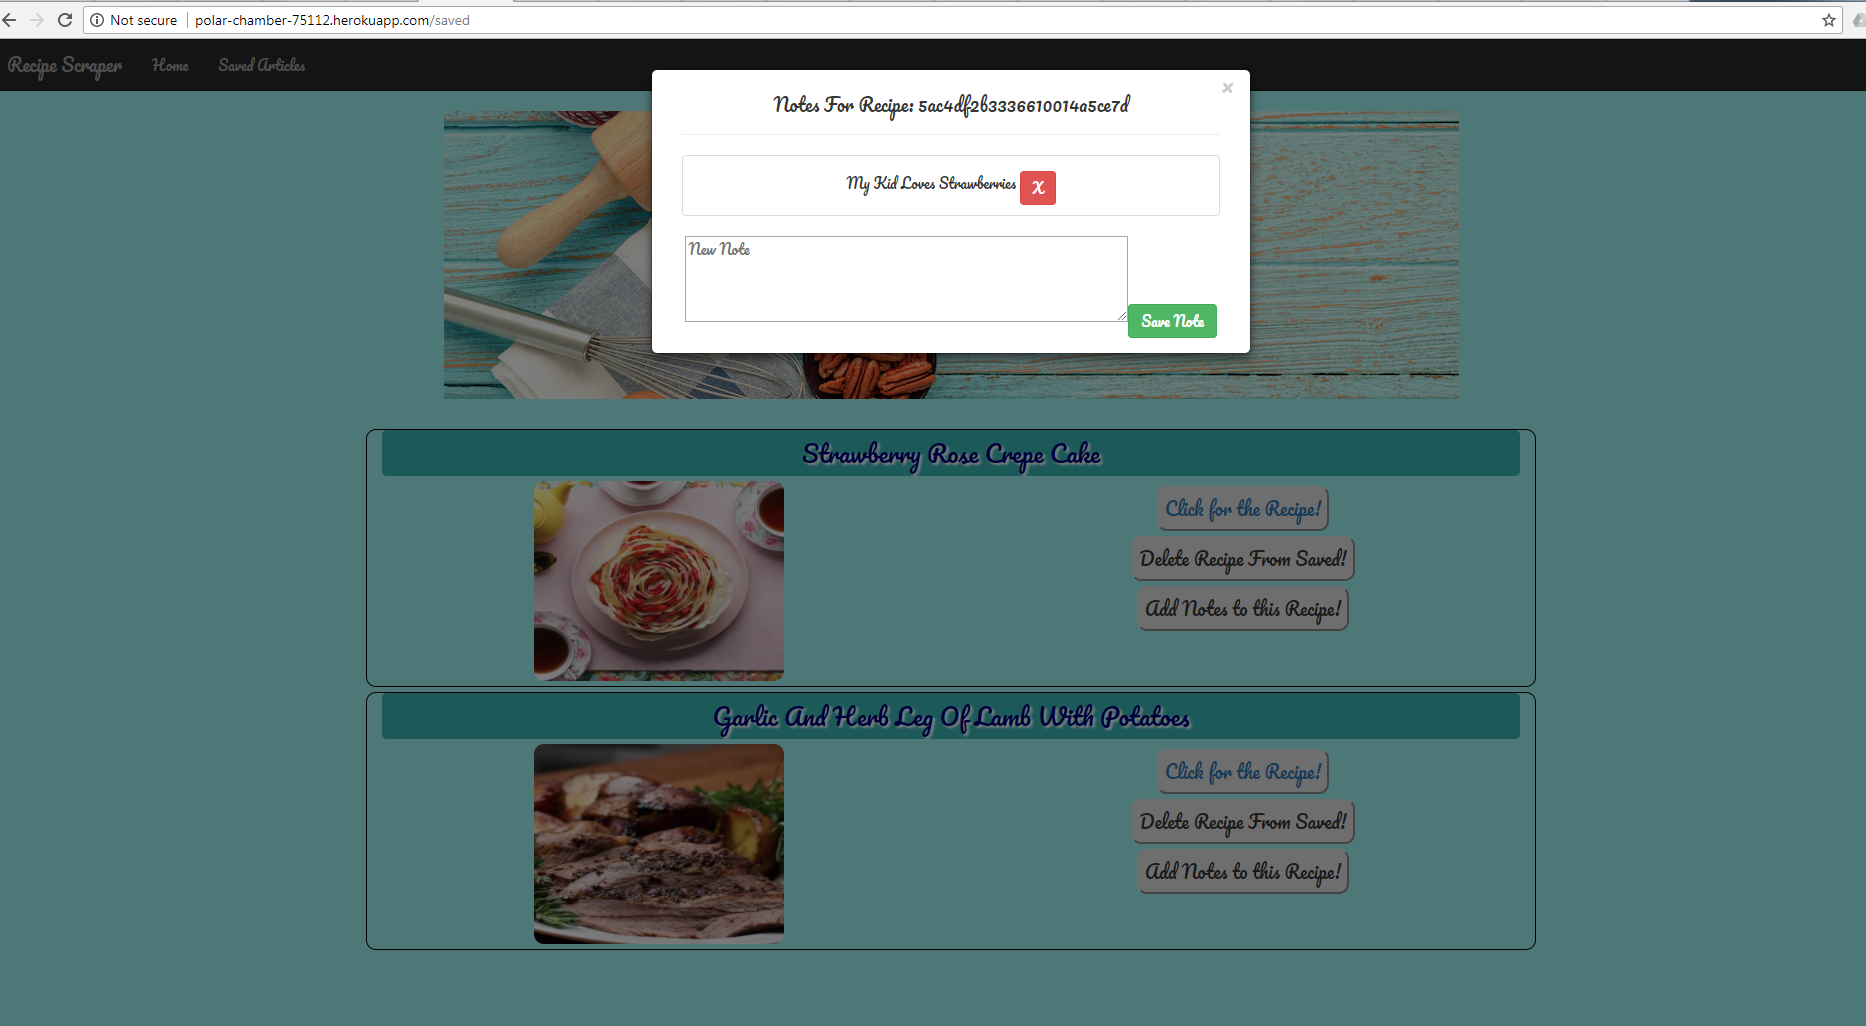 Not secure polar-chamber-75112.herokuapp.com/saved
Recipe Scraper Home Saved Articles
×
Notes For Recipe: 5ac4df2b3336610014a5ce7d
My Kid Loves Strawberries X
New Note
Save Note
Strawberry Rose Crepe Cake
Click for the Recipe!
Delete Recipe From Saved!
Add Notes to this Recipe!
Garlic And Herb Leg Of Lamb With Potatoes
Click for the Recipe!
Delete Recipe From Saved!
Add Notes to this Recipe!